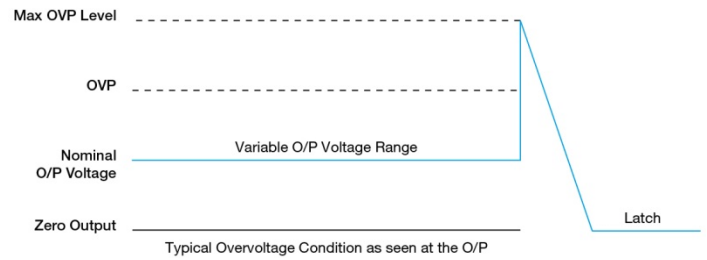 Max OVP Level
OVP
Variable O/P Voltage Range
Nominal
O/P Voltage
Zero Output
Latch
Typical Overvoltage Condition as seen at the O/P